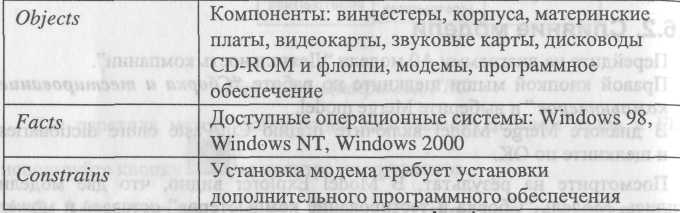 Objects
Компоненты: винчестеры, корпуса, материнские
платы, видеокарты, звуковые карты, дисководы
CD-ROM и флоппи, модемы, программное
обеспечение
Facts
Доступные операционные системы: Windows 98,
Windows NT, Windows 2000
Constrains
Установка модема требует установки
дополнительного программного обеспечения